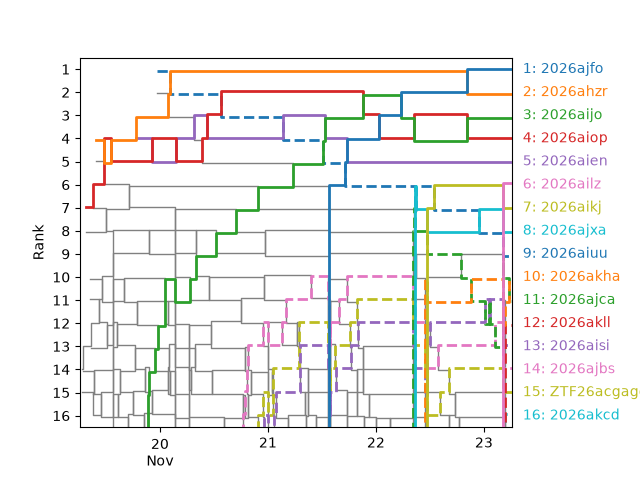 1
2
3
4
5
6
7
8
9
10
11
12
13
14
15
16
Rank
20
21
22
23
Nov
1: 2026ajfo
2: 2026ahzr
3: 2026aijo
4: 2026aiop
5: 2026aien
6: 2026ailz
7: 2026aikj
8: 2026ajxa
9: 2026aiuu
10: 2026akha
11: 2026ajca
12: 2026akll
13: 2026aisi
14: 2026ajbs
15: ZTF26acgag
16: 2026akcd